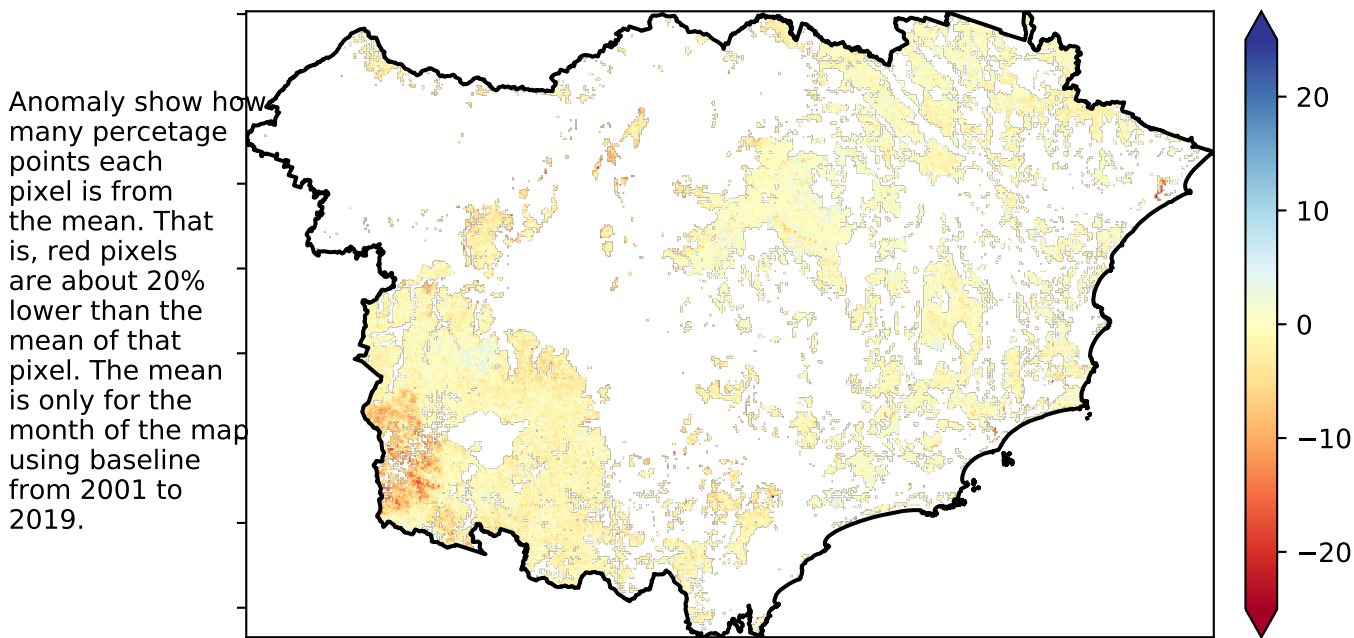 Anomaly show how
many percetage
points each
pixel is from
the mean. That
is, red pixels
are about 20%
lower than the
mean of that
pixel. The mean
is only for the
month of the map
using baseline
from 2001 to
2019.
20
10
0
−10
−20